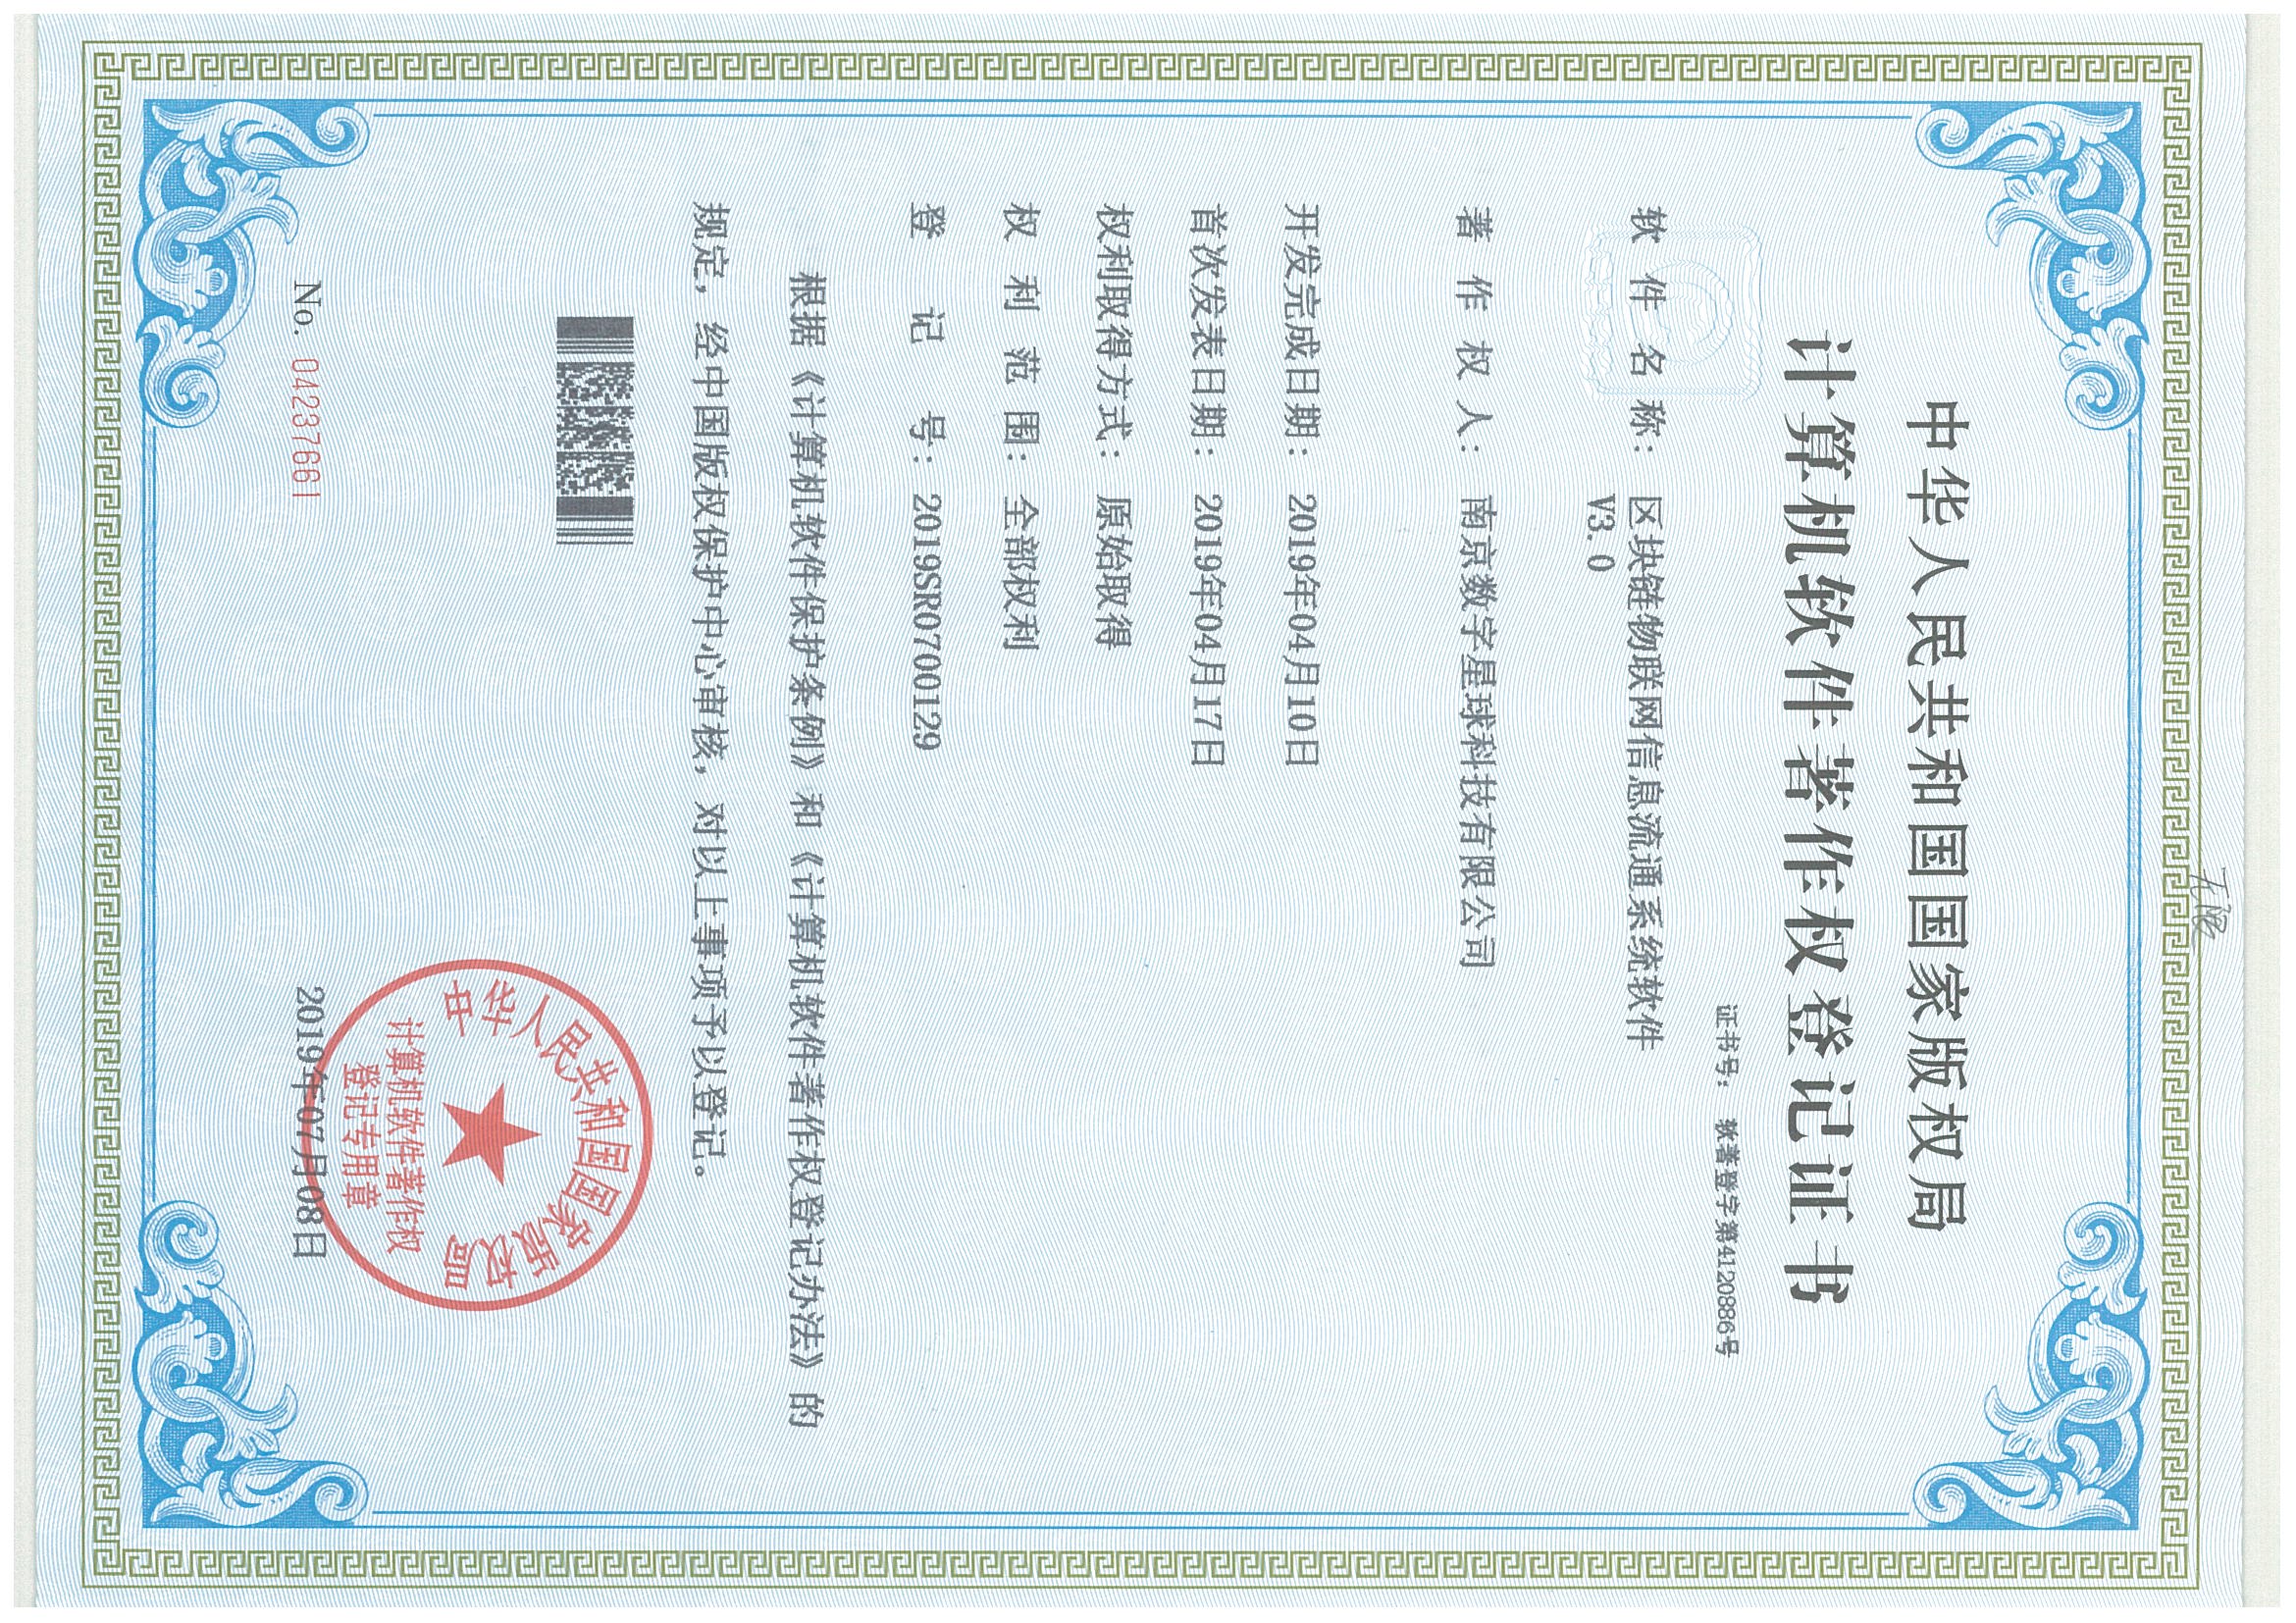 无限
中华人民共和国国家版权局
计算机软件著作权登记证书
证书号： 软著登字第4120886号
软件名称： 区块链物联网信息流通系统软件
V3.0
著作权人： 南京数字星球科技有限公司
开发完成日期： 2019年04月10日
首次发表日期： 2019年04月17日
权利取得方式： 原始取得
权利范围： 全部权利
登记号： 2019SR0700129
根据《计算机软件保护条例》和《计算机软件著作权登记办法》的
规定，经中国版权保护中心审核，对以上事项予以登记。
中华人民共和国国家版权局
计算机软件著作权
登记专用章
No. 04237661
2019年07月08日